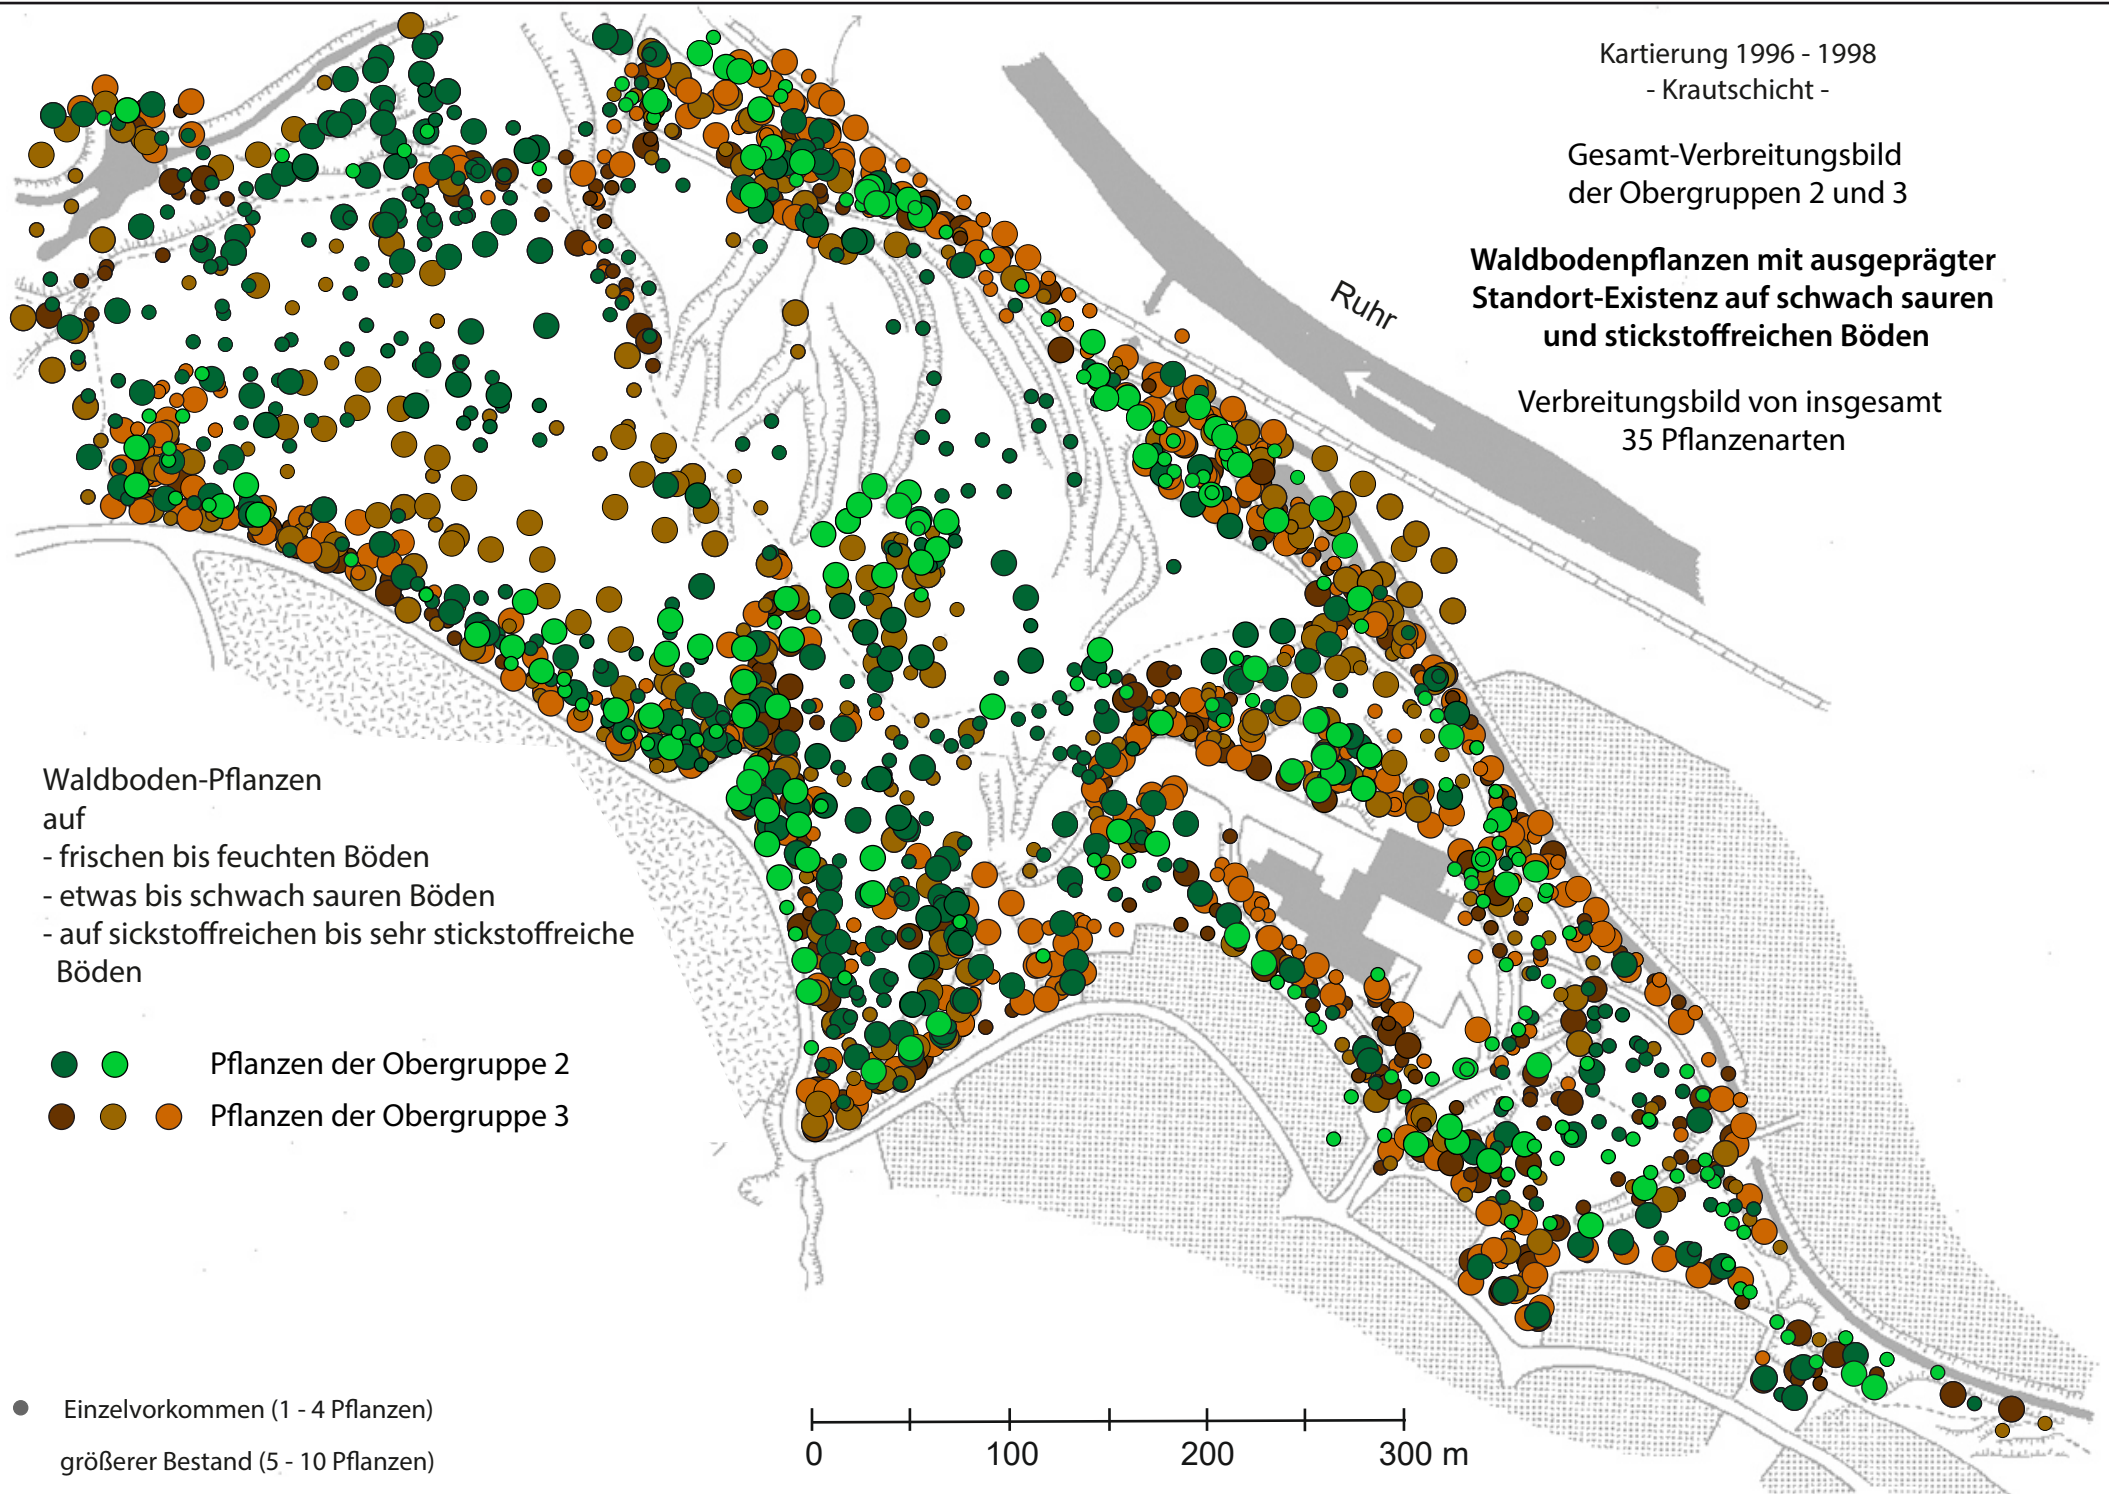 Kartierung 1996 - 1998
- Krautschicht -
Gesamt-Verbreitungsbild
der Obergruppen 2 und 3
Waldbodenpflanzen mit ausgeprägter
Standort-Existenz auf schwach sauren
und stickstoffreichen Böden
Verbreitungsbild von insgesamt
35 Pflanzenarten
Ruhr
Waldboden-Pflanzen
auf
- frischen bis feuchten Böden
- etwas bis schwach sauren Böden
- auf sickstoffreichen bis sehr stickstoffreiche
Böden
Pflanzen der Obergruppe 2
Pflanzen der Obergruppe 3
Einzelvorkommen (1 - 4 Pflanzen)
größerer Bestand (5 - 10 Pflanzen)
0 100 200 300 m